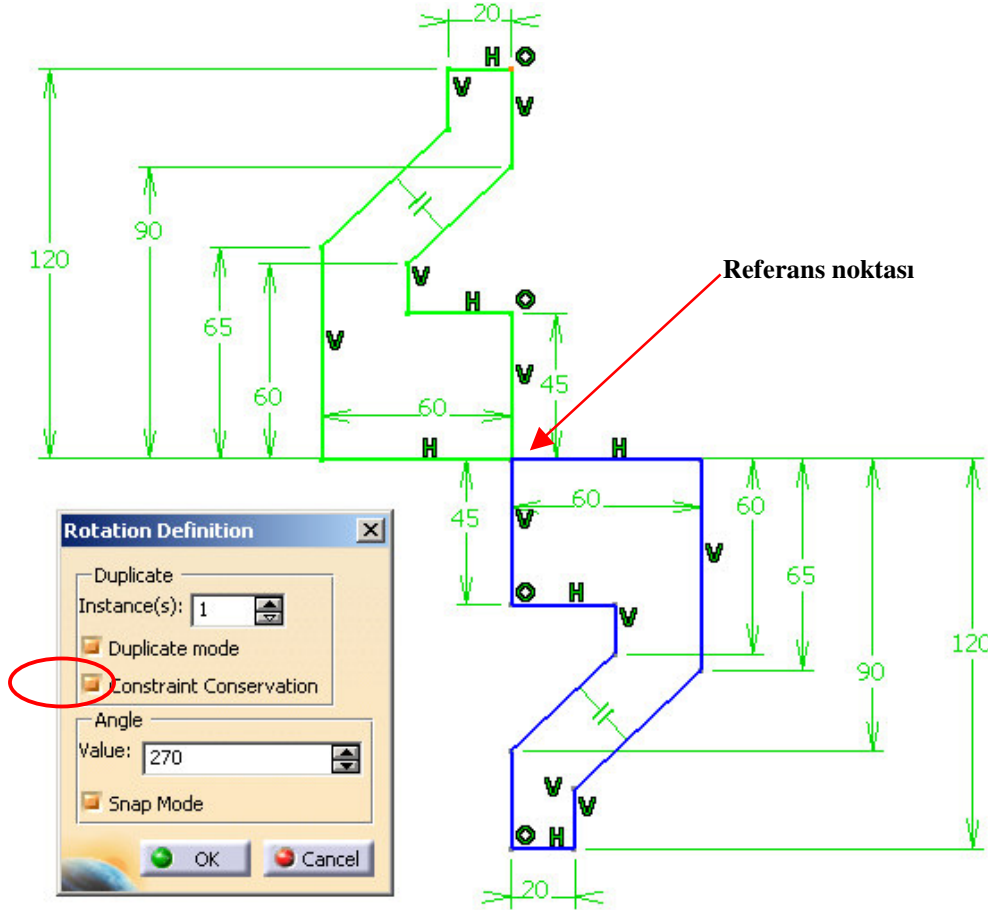 20
H
V
V
90
120
Referans noktası
V
H
65
V
V
45
60
60
H
H
45
60
60
V
V
65
Rotation Definition
Duplicate
Instance(s): 1
Duplicate mode
Constraint Conservation
Angle
Value: 270
Snap Mode
OK Cancel
H
V
120
90
V
V
H
20